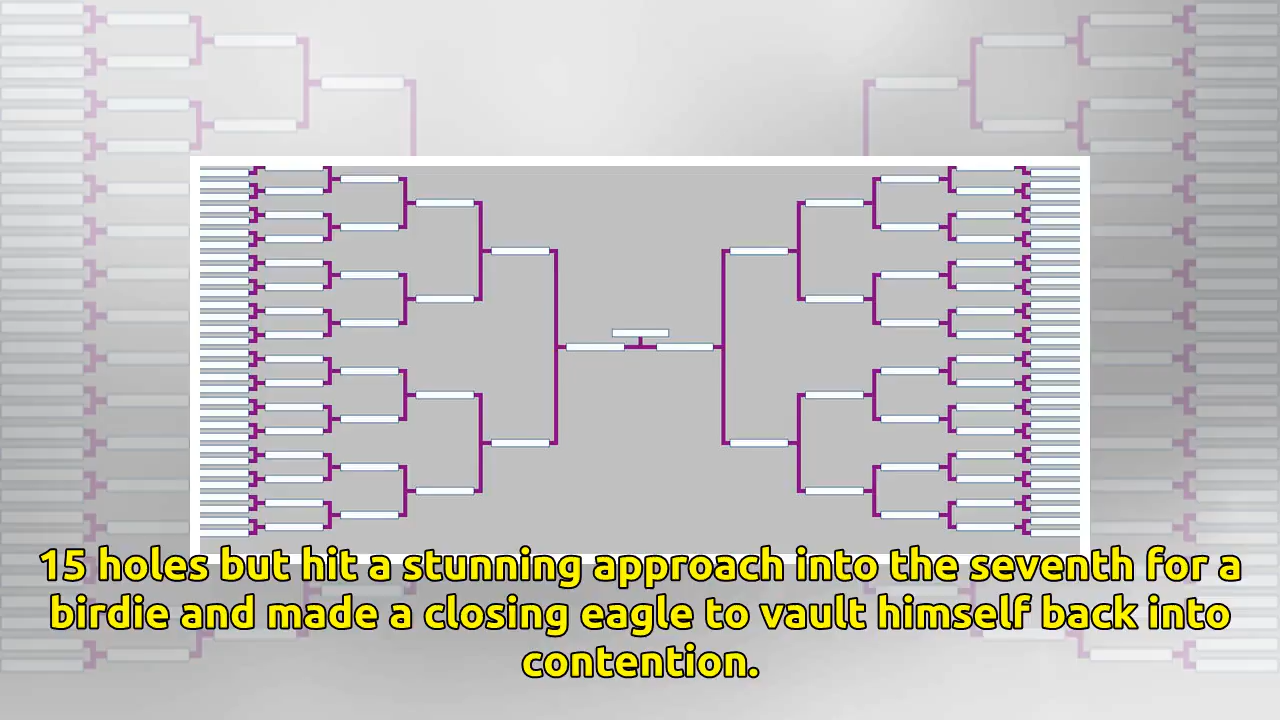 15 holes but hit a stunning approach into the seventh for a
birdie and made a closing eagle to vault himself back into
contention.